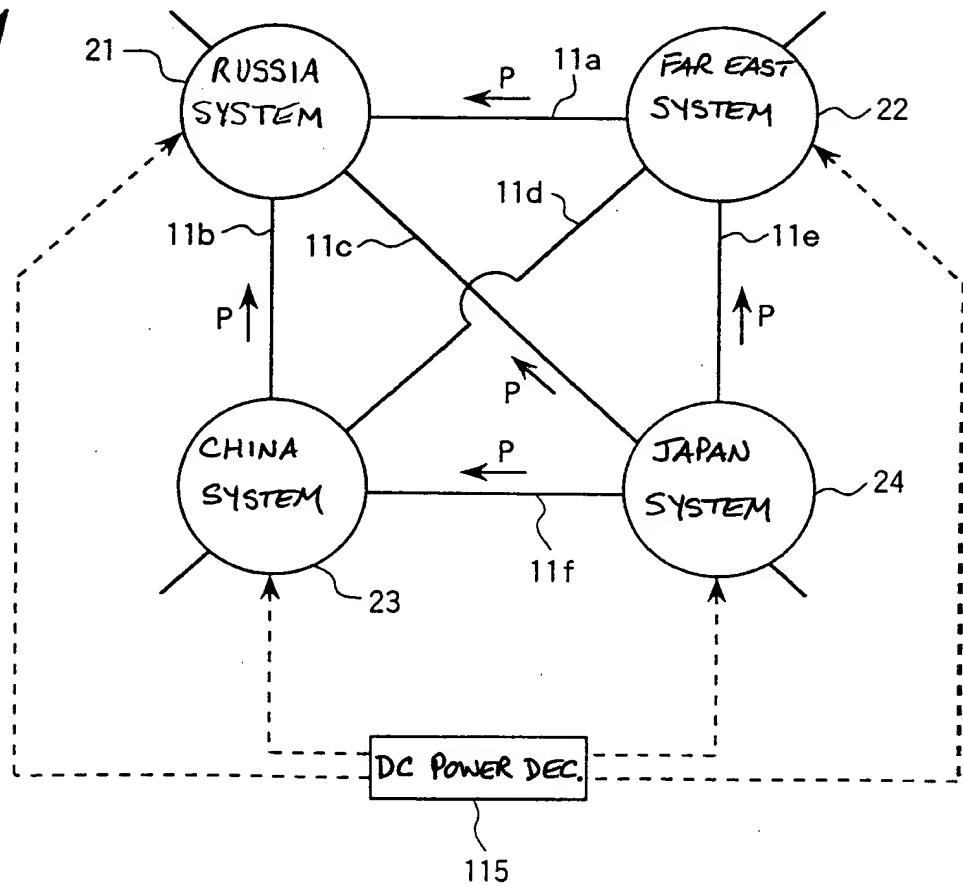 21
RUSSIA
SYSTEM
P
11a
FAR EAST
SYSTEM
22
11b
11c
11d
11e
P
P
P
CHINA
SYSTEM
23
P
11f
JAPAN
SYSTEM
24
DC POWER DEC.
115